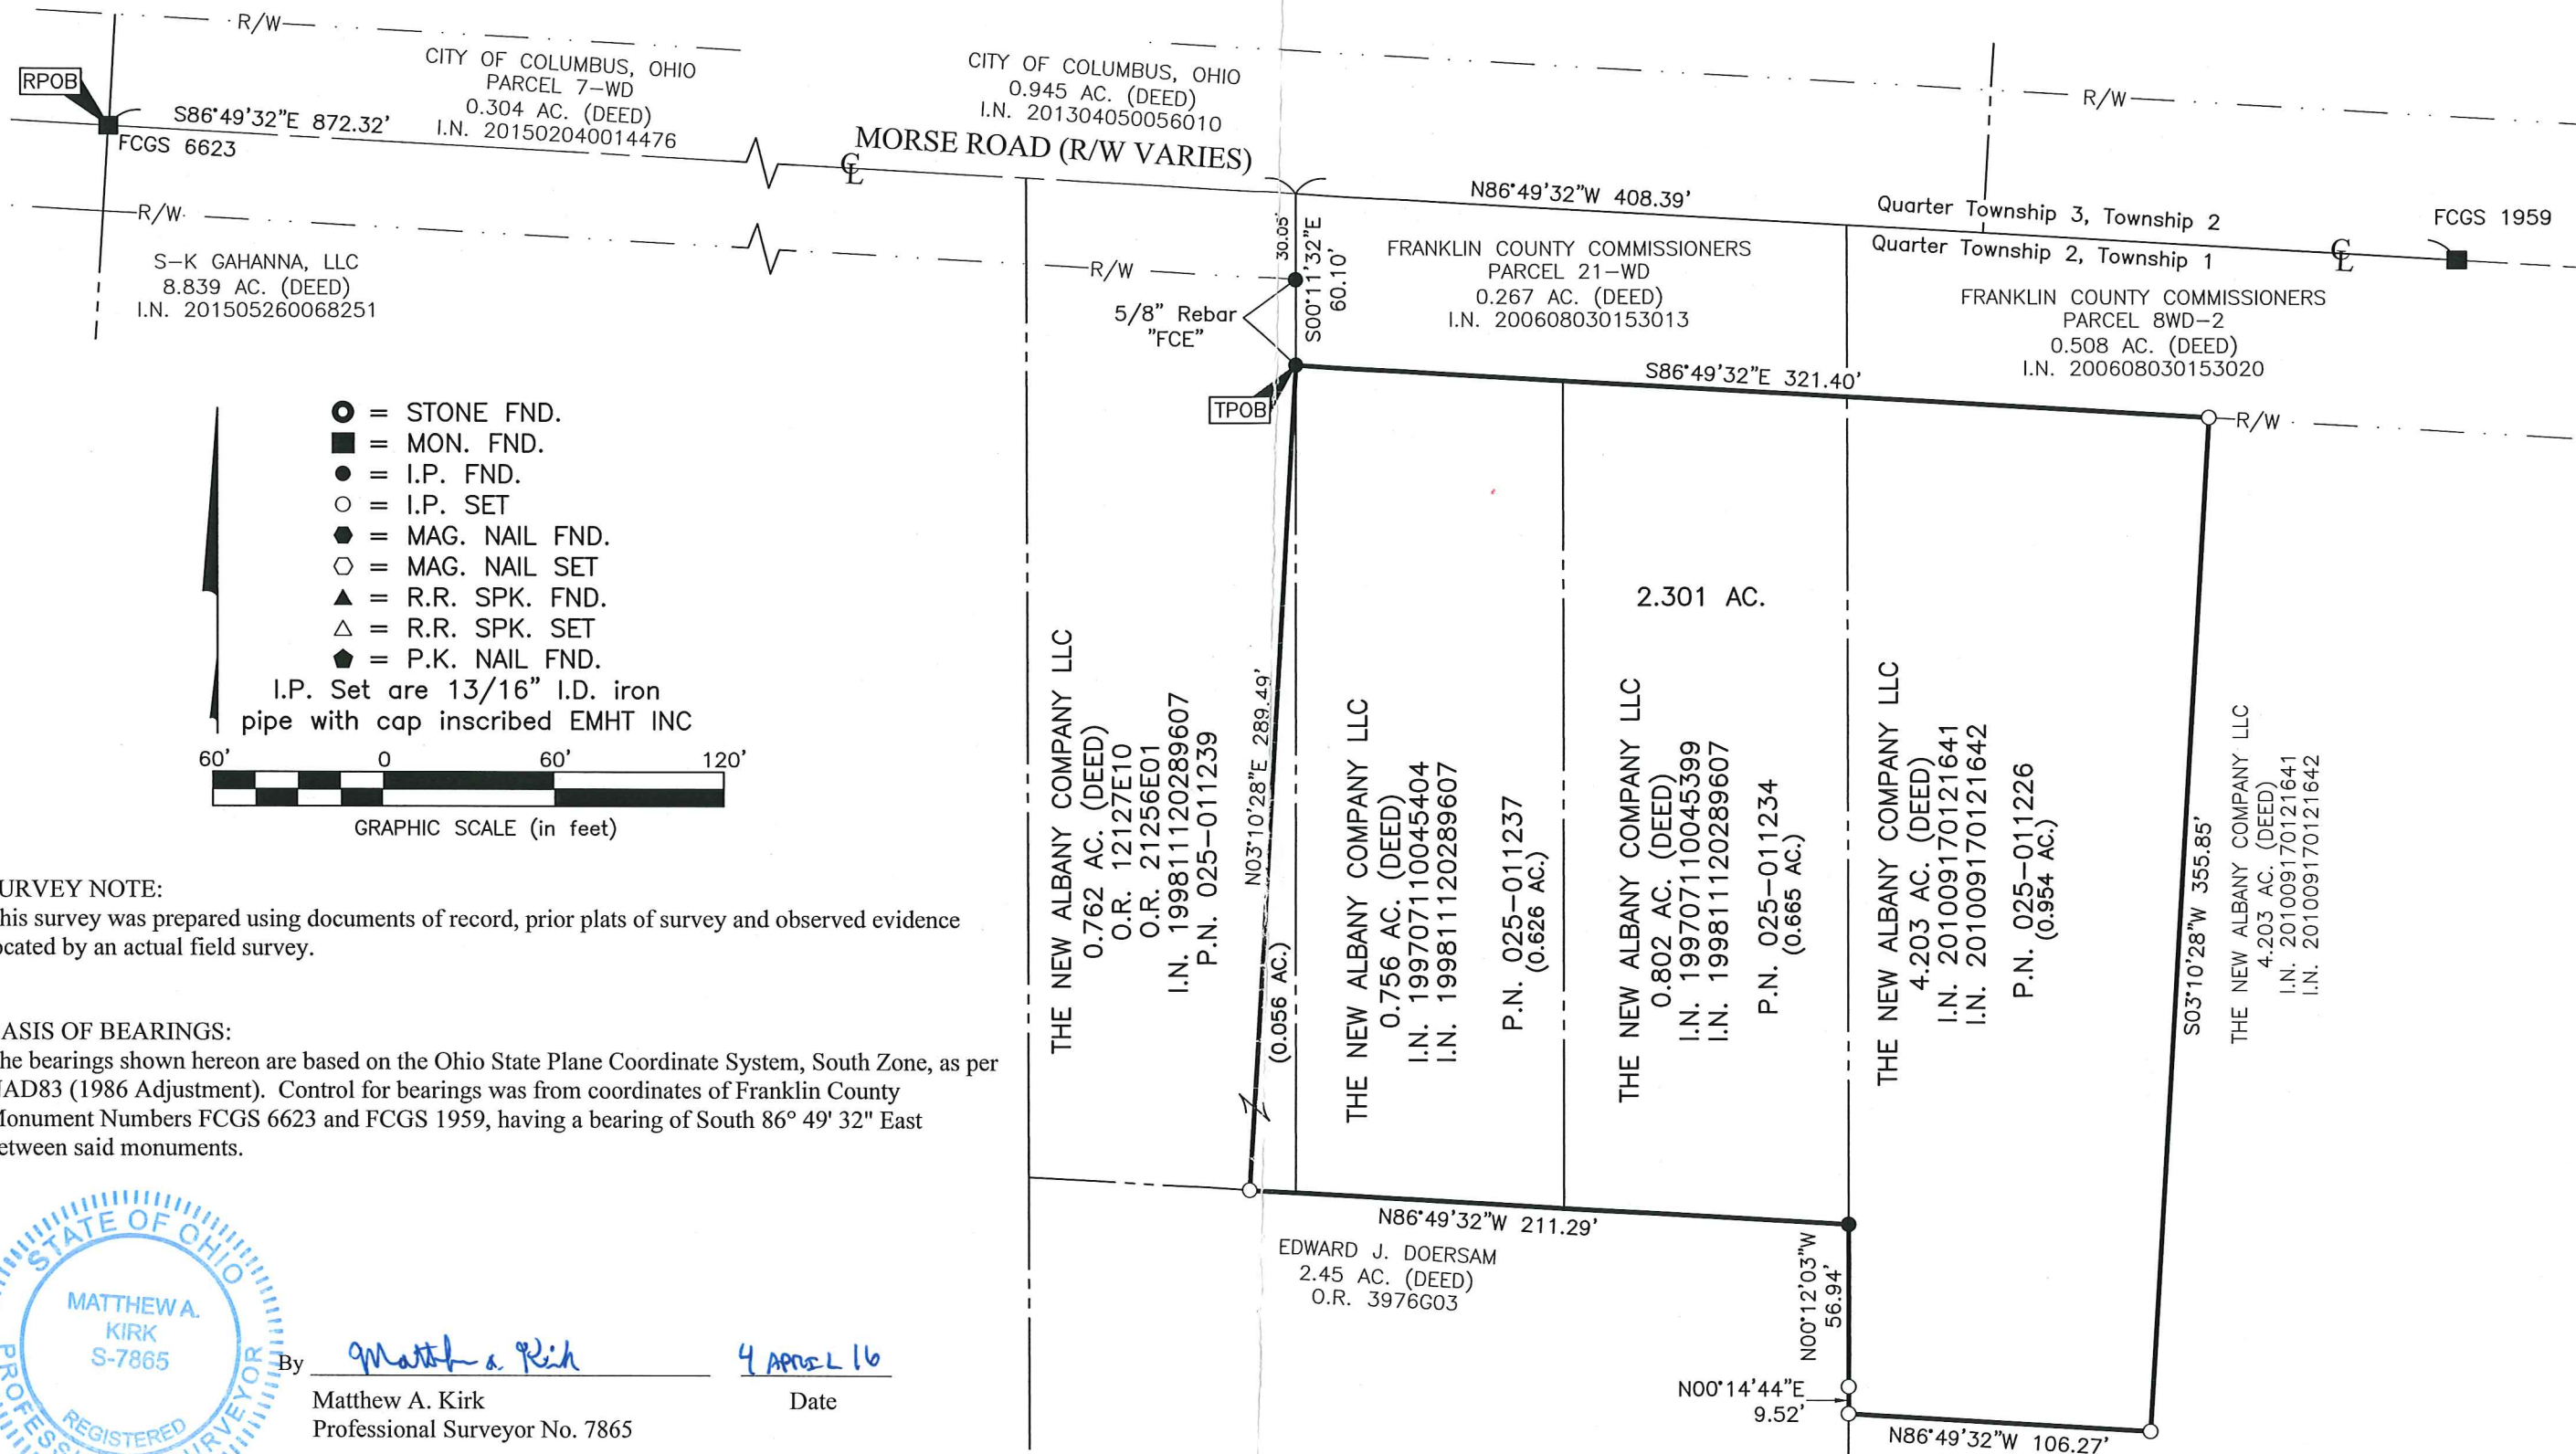 R/W
RPOB
S86°49'32"E 872.32'
FCGS 6623
CITY OF COLUMBUS, OHIO
PARCEL 7-WD
0.304 AC. (DEED)
I.N. 201502040014476
CITY OF COLUMBUS, OHIO
0.945 AC. (DEED)
I.N. 201304050056010
MORSE ROAD (R/W VARIES)
CL
R/W
N86°49'32"W 408.39'
Quarter Township 3, Township 2
Quarter Township 2, Township 1
CL
FCGS 1959
R/W
S-K GAHANNA, LLC
8.839 AC. (DEED)
I.N. 201505260068251
R/W
30.05'
S00°11'32"E
60.10'
5/8" Rebar
"FCE"
FRANKLIN COUNTY COMMISSIONERS
PARCEL 21-WD
0.267 AC. (DEED)
I.N. 200608030153013
FRANKLIN COUNTY COMMISSIONERS
PARCEL 8WD-2
0.508 AC. (DEED)
I.N. 200608030153020
TPOB
S86°49'32"E 321.40'
R/W
= STONE FND.
= MON. FND.
= I.P. FND.
= I.P. SET
= MAG. NAIL FND.
= MAG. NAIL SET
= R.R. SPK. FND.
= R.R. SPK. SET
= P.K. NAIL FND.
I.P. Set are 13/16" I.D. iron
pipe with cap inscribed EMHT INC
60' 0 60' 120'
GRAPHIC SCALE (in feet)
URVEY NOTE:
his survey was prepared using documents of record, prior plats of survey and observed evidence
ocated by an actual field survey.
ASIS OF BEARINGS:
he bearings shown hereon are based on the Ohio State Plane Coordinate System, South Zone, as per
NAD83 (1986 Adjustment). Control for bearings was from coordinates of Franklin County
Monument Numbers FCGS 6623 and FCGS 1959, having a bearing of South 86° 49' 32" East
etween said monuments.
THE NEW ALBANY COMPANY LLC
0.762 AC. (DEED)
O.R. 12127E10
O.R. 21256E01
I.N. 199811120289607
P.N. 025-011239
N03°10'28"E 289.49'
(0.056 AC.)
THE NEW ALBANY COMPANY LLC
0.756 AC. (DEED)
I.N. 199707110045404
I.N. 199811120289607
P.N. 025-011237
(0.626 AC.)
2.301 AC.
THE NEW ALBANY COMPANY LLC
0.802 AC. (DEED)
I.N. 199707110045399
I.N. 199811120289607
P.N. 025-011234
(0.665 AC.)
THE NEW ALBANY COMPANY LLC
4.203 AC. (DEED)
I.N. 201009170121641
I.N. 201009170121642
P.N. 025-011226
(0.954 AC.)
S03°10'28"W 355.85'
THE NEW ALBANY COMPANY LLC
4.203 AC. (DEED)
I.N. 201009170121641
I.N. 201009170121642
N86°49'32"W 211.29'
EDWARD J. DOERSAM
2.45 AC. (DEED)
O.R. 3976G03
N00°12'03"W
56.94'
N00°14'44"E
9.52'
N86°49'32"W 106.27'
STATE OF OHIO
MATTHEW A.
KIRK
S-7865
REGISTERED
PROFESSIONAL SURVEYOR
By Matthew A. Kirk 4 APRIL 16
Matthew A. Kirk Date
Professional Surveyor No. 7865